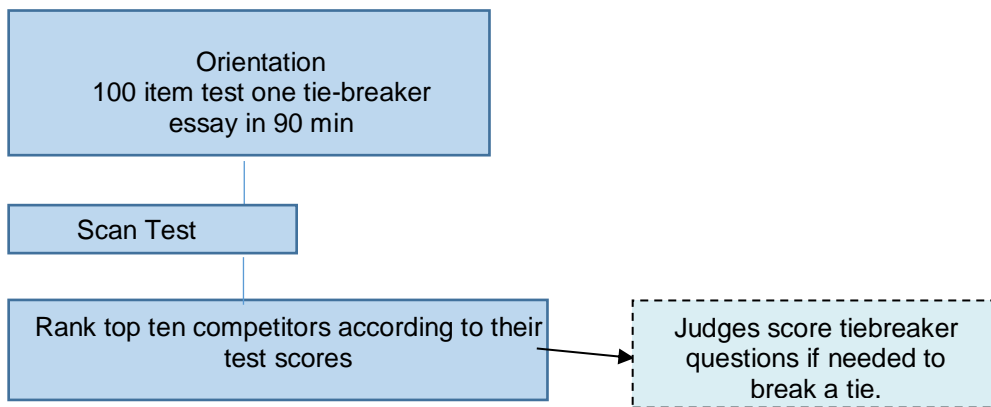 Orientation
100 item test one tie-breaker
essay in 90 min
Scan Test
Rank top ten competitors according to their
test scores
Judges score tiebreaker
questions if needed to
break a tie.